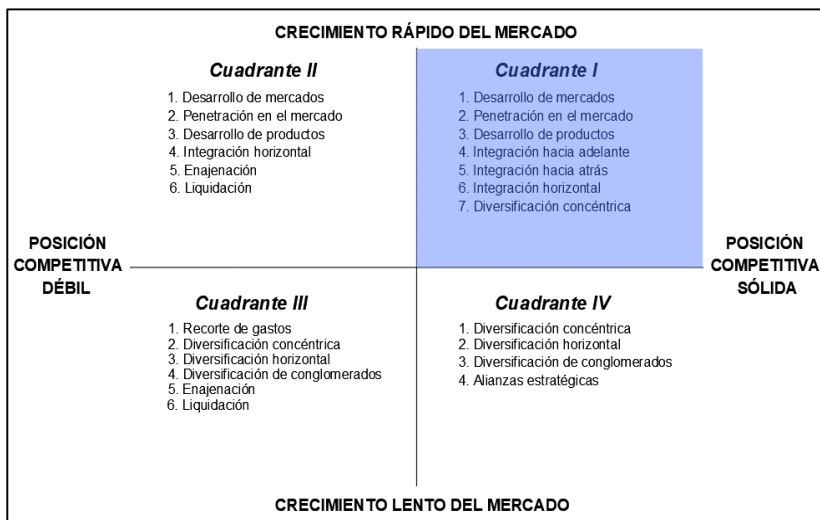 CRECIMIENTO RÁPIDO DEL MERCADO
Cuadrante II
1. Desarrollo de mercados
2. Penetración en el mercado
3. Desarrollo de productos
4. Integración horizontal
5. Enajenación
6. Liquidación
Cuadrante I
1. Desarrollo de mercados
2. Penetración en el mercado
3. Desarrollo de productos
4. Integración hacia adelante
5. Integración hacia atrás
6. Integración horizontal
7. Diversificación concéntrica
POSICIÓN
COMPETITIVA
DÉBIL
POSICIÓN
COMPETITIVA
SÓLIDA
Cuadrante III
1. Recorte de gastos
2. Diversificación concéntrica
3. Diversificación horizontal
4. Diversificación de conglomerados
5. Enajenación
6. Liquidación
Cuadrante IV
1. Diversificación concéntrica
2. Diversificación horizontal
3. Diversificación de conglomerados
4. Alianzas estratégicas
CRECIMIENTO LENTO DEL MERCADO